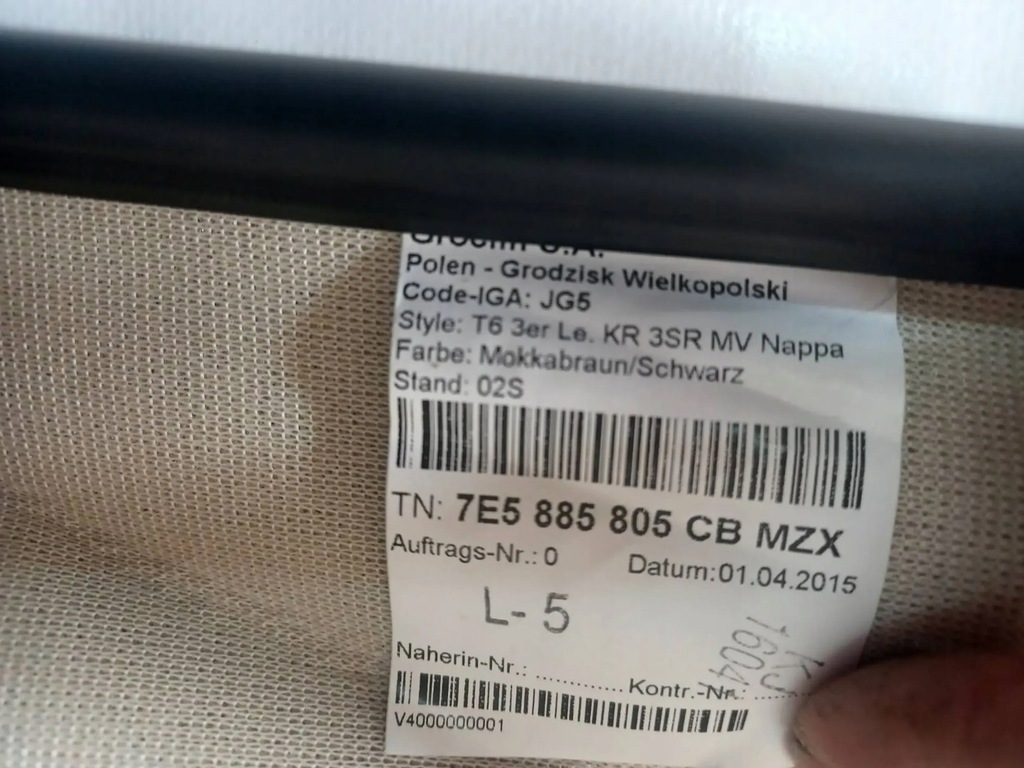 Polen - Grodzisk Wielkopolski
Code-IGA: JG5
Style: T6 3er Le. KR 3SR MV Nappa
Farbe: Mokkabraun/Schwarz
Stand: 02S
TN: 7E5 885 805 CB MZX
Auftrags-Nr.: 0 Datum:01.04.2015
L- 5
Naherin-Nr.: ............. Kontr.-Nr.: ......
V4000000001